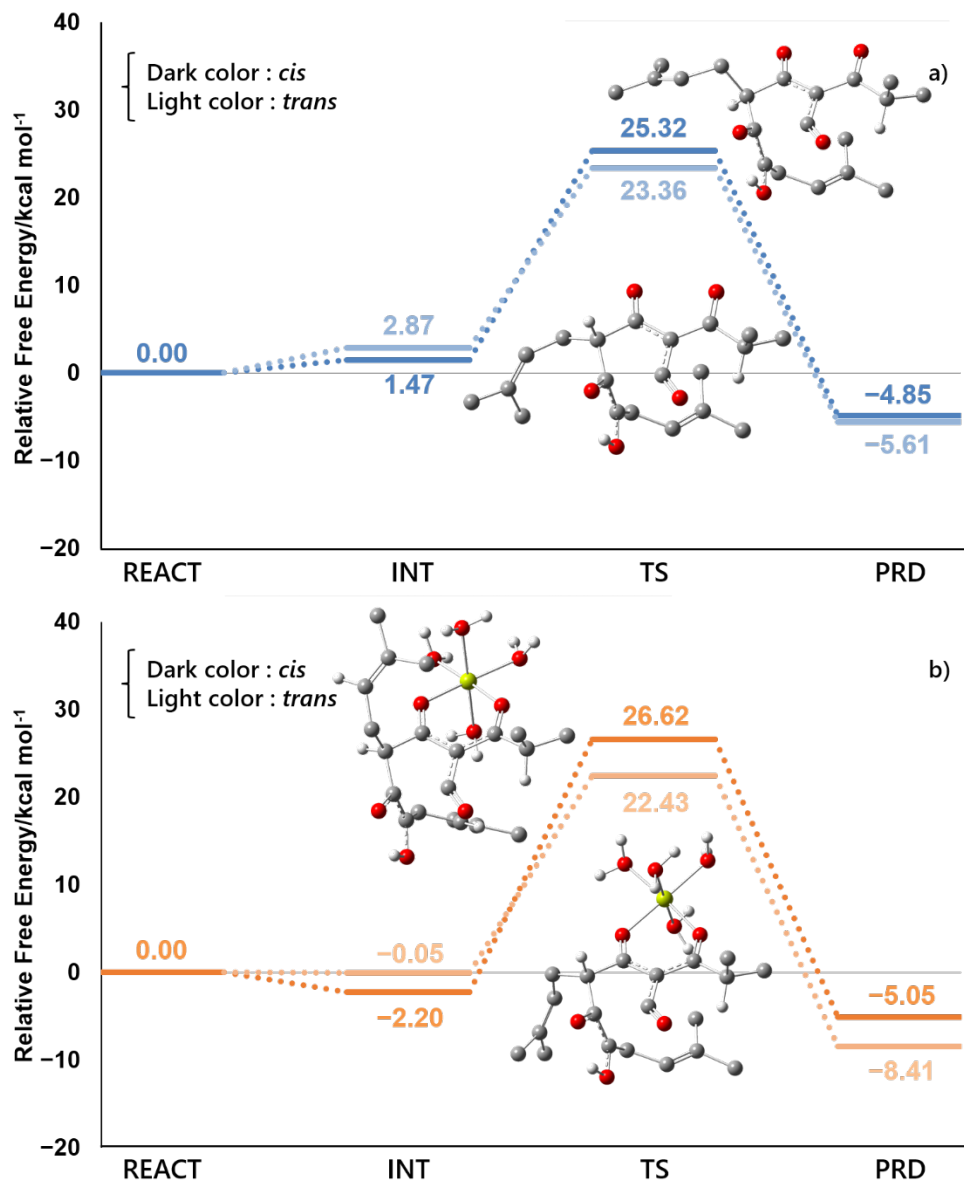 40
Dark color : cis
Light color : trans
a)
30
25.32
23.36
20
10
2.87
0.00
0
1.47
−4.85
−5.61
−10
−20
REACT INT TS PRD
Relative Free Energy/kcal mol⁻¹
40
Dark color : cis
Light color : trans
b)
30
26.62
22.43
20
10
0.00
−0.05
0
−2.20
−5.05
−8.41
−10
−20
REACT INT TS PRD
Relative Free Energy/kcal mol⁻¹